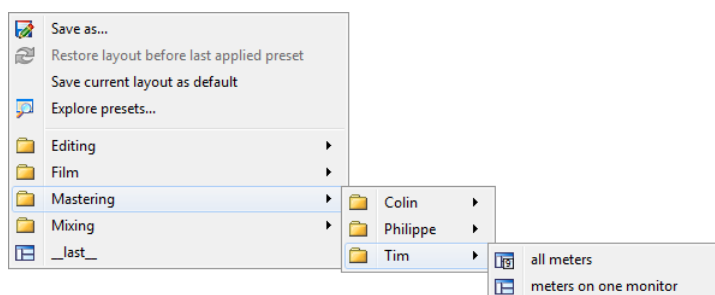 Save as...
Restore layout before last applied preset
Save current layout as default
Explore presets...
Editing
Film
Mastering
Mixing
__last__
Colin
Philippe
Tim
all meters
meters on one monitor